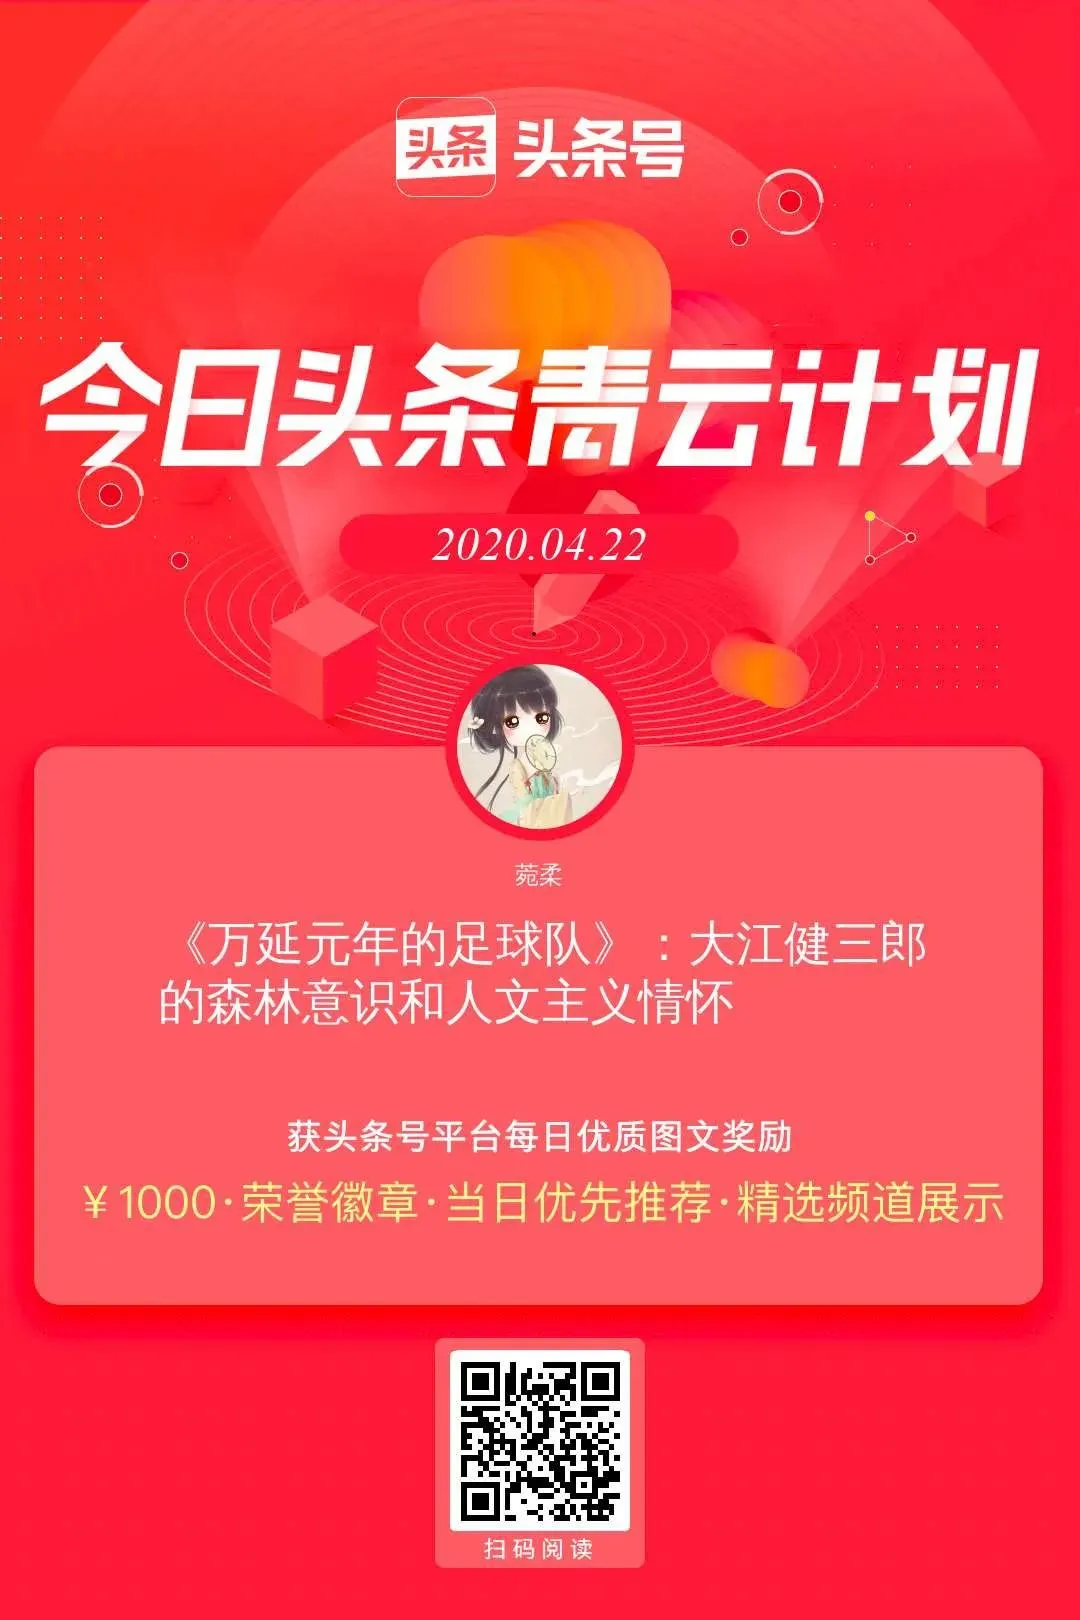 头条 头条号
今日头条青云计划
2020.04.22
菀柔
《万延元年的足球队》：大江健三郎
的森林意识和人文主义情怀
获头条号平台每日优质图文奖励
￥1000·荣誉徽章·当日优先推荐·精选频道展示
扫码阅读